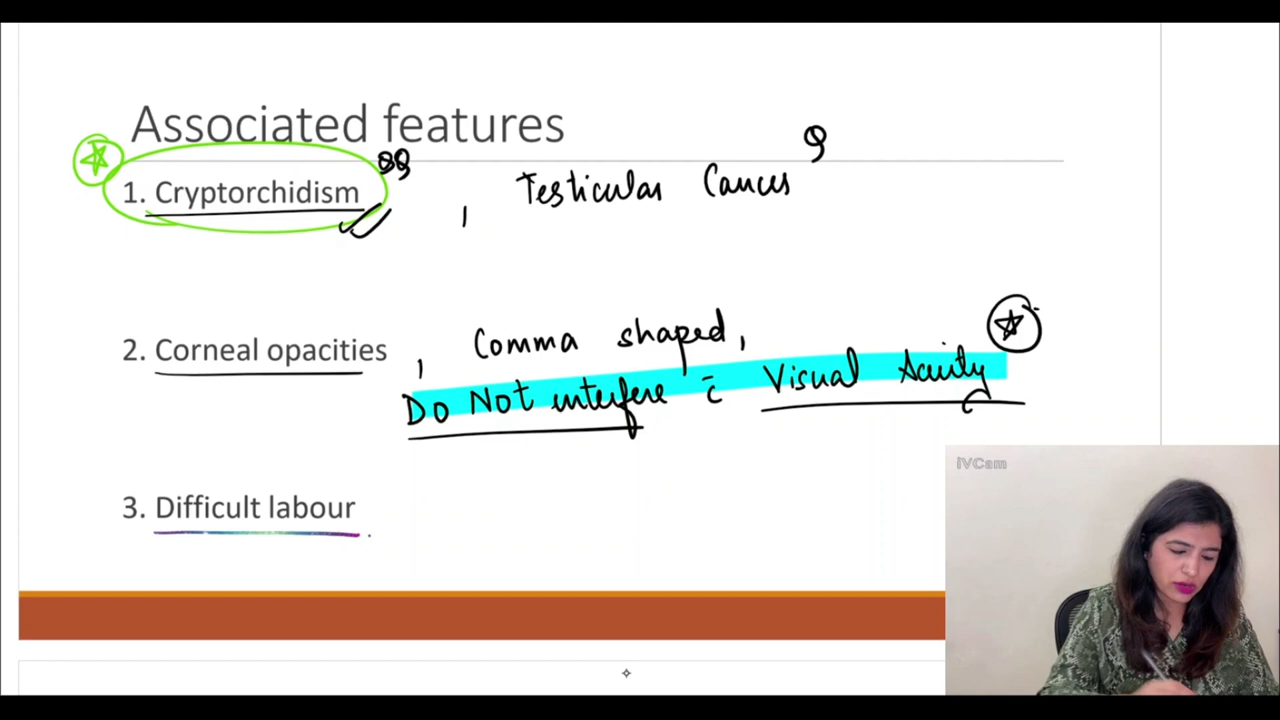 Associated features
1. Cryptorchidism , Testicular Cancer
2. Corneal opacities , Comma shaped,
Do Not interfere c̄ Visual Acuity
iVCam
3. Difficult labour